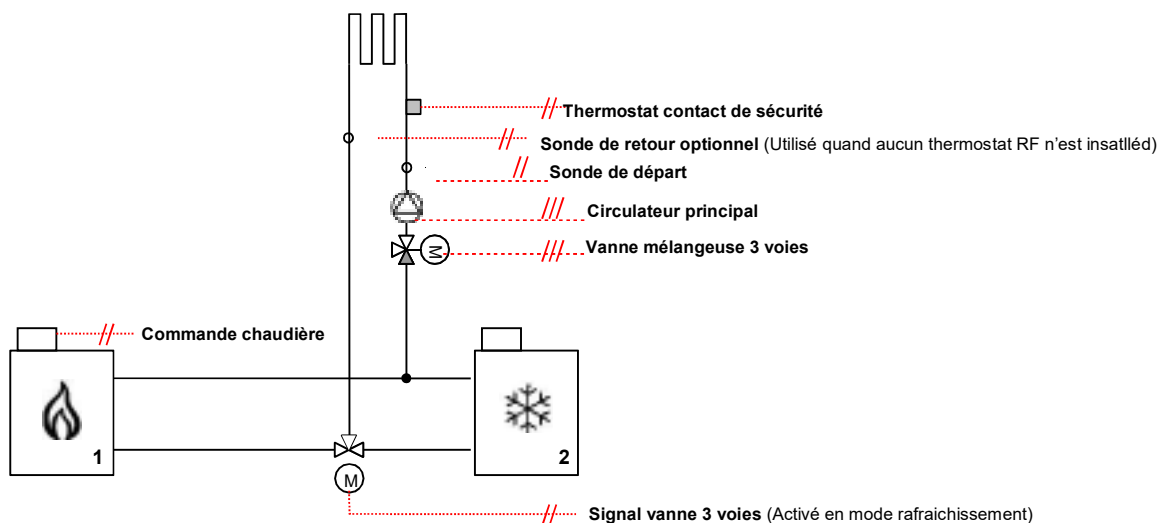 Thermostat contact de sécurité
Sonde de retour optionnel (Utilisé quand aucun thermostat RF n'est insatlléd)
Sonde de départ
Circulateur principal
M
Vanne mélangeuse 3 voies
Commande chaudière
1
2
M
Signal vanne 3 voies (Activé en mode rafraichissement)